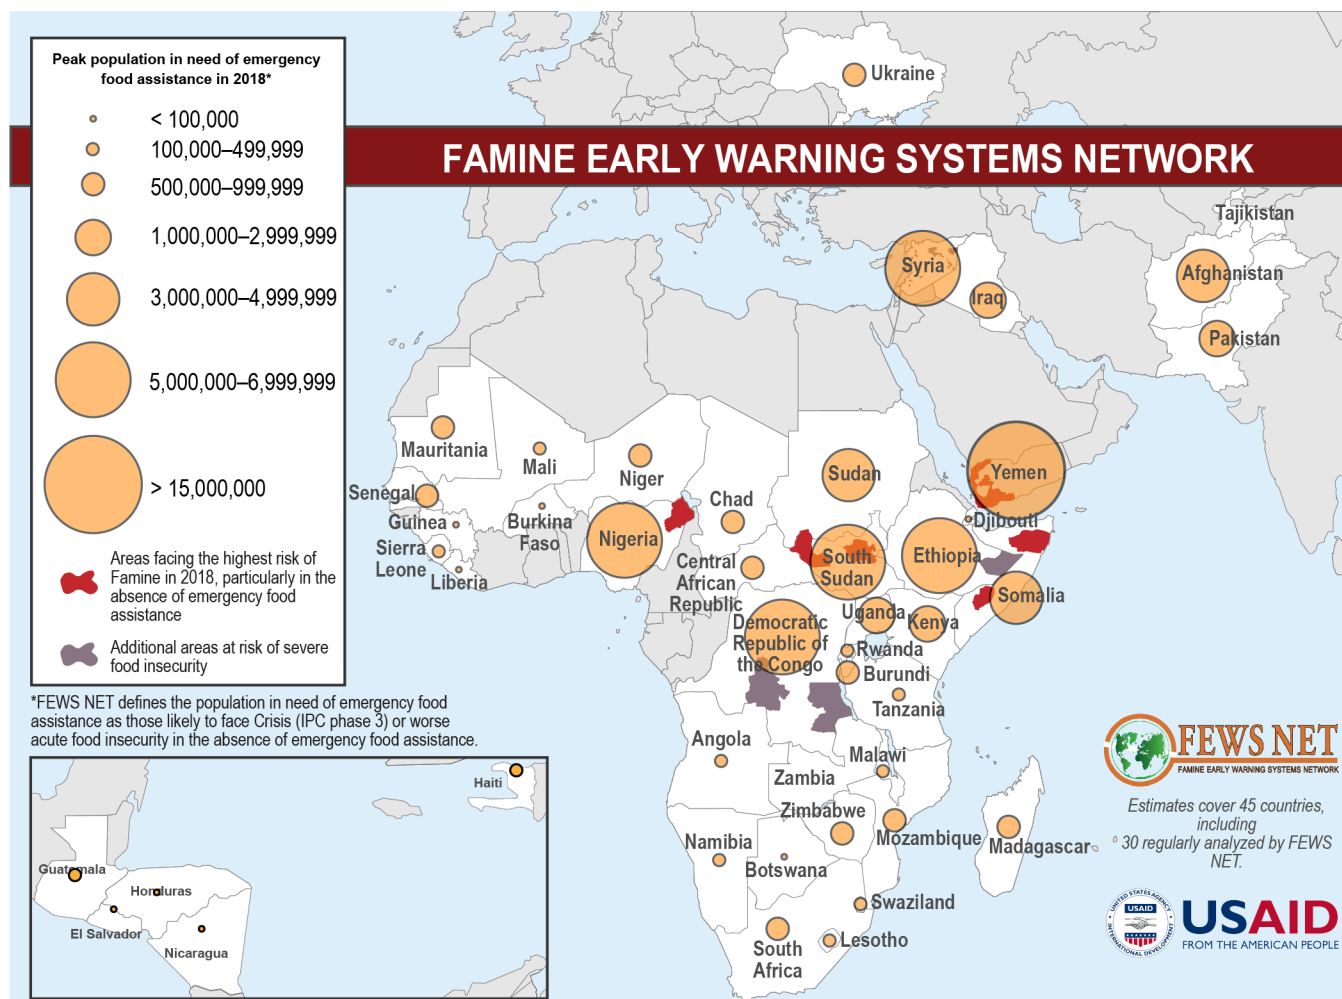 Peak population in need of emergency
food assistance in 2018*
< 100,000
100,000–499,999
500,000–999,999
1,000,000–2,999,999
3,000,000–4,999,999
5,000,000–6,999,999
> 15,000,000
Areas facing the highest risk of
Famine in 2018, particularly in the
absence of emergency food
assistance
Additional areas at risk of severe
food insecurity
*FEWS NET defines the population in need of emergency food
assistance as those likely to face Crisis (IPC phase 3) or worse
acute food insecurity in the absence of emergency food assistance.
FAMINE EARLY WARNING SYSTEMS NETWORK
Ukraine
Tajikistan
Syria
Afghanistan
Iraq
Pakistan
Mauritania
Mali
Niger
Sudan
Yemen
Senegal
Chad
Guinea
Burkina
Faso
Djibouti
Nigeria
Sierra
Leone
Liberia
Central
African
Republic
South
Sudan
Ethiopia
Somalia
Uganda
Kenya
Democratic
Republic of
the Congo
Rwanda
Burundi
Tanzania
Angola
Malawi
Zambia
Zimbabwe
Mozambique
Madagascar
Namibia
Botswana
Swaziland
South
Africa
Lesotho
Haiti
Guatemala
Honduras
El Salvador
Nicaragua
FEWS NET
FAMINE EARLY WARNING SYSTEMS NETWORK
Estimates cover 45 countries,
including
30 regularly analyzed by FEWS
NET.
UNITED STATES AGENCY
USAID
INTERNATIONAL DEVELOPMENT
USAID
FROM THE AMERICAN PEOPLE